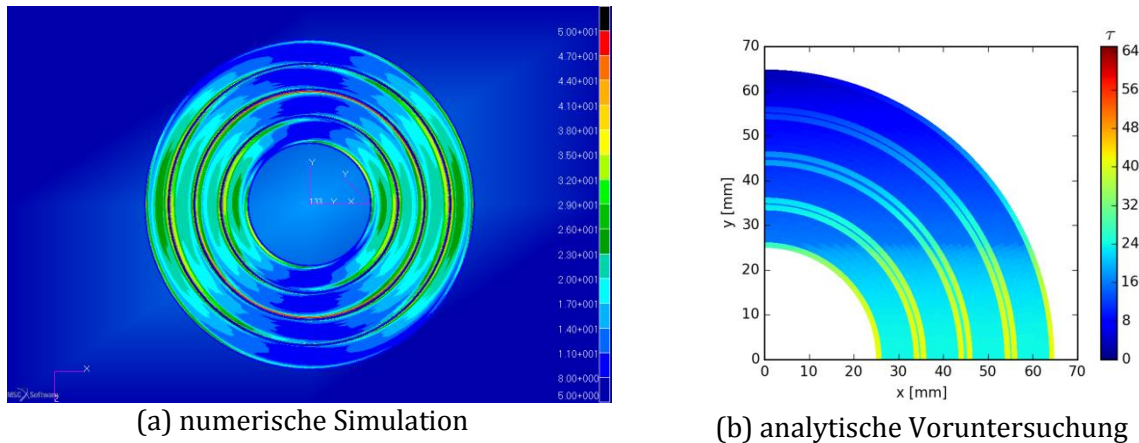 5.00+001
4.70+001
4.40+001
4.10+001
3.80+001
3.50+001
3.20+001
2.90+001
2.60+001
2.30+001
2.00+001
1.70+001
1.40+001
1.10+001
8.00+000
5.00+000
Y
Y
133
Y
X
X
Z
MSC Software
(a) numerische Simulation
τ
64
56
48
40
32
24
16
8
0
70
60
50
40
30
20
10
0
y [mm]
0 10 20 30 40 50 60 70
x [mm]
(b) analytische Voruntersuchung